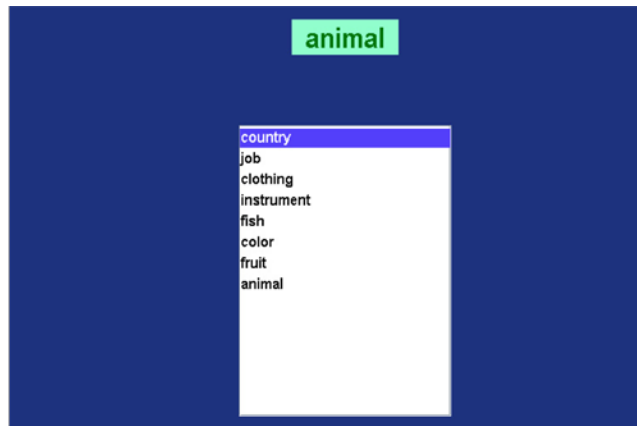 animal
country
job
clothing
instrument
fish
color
fruit
animal